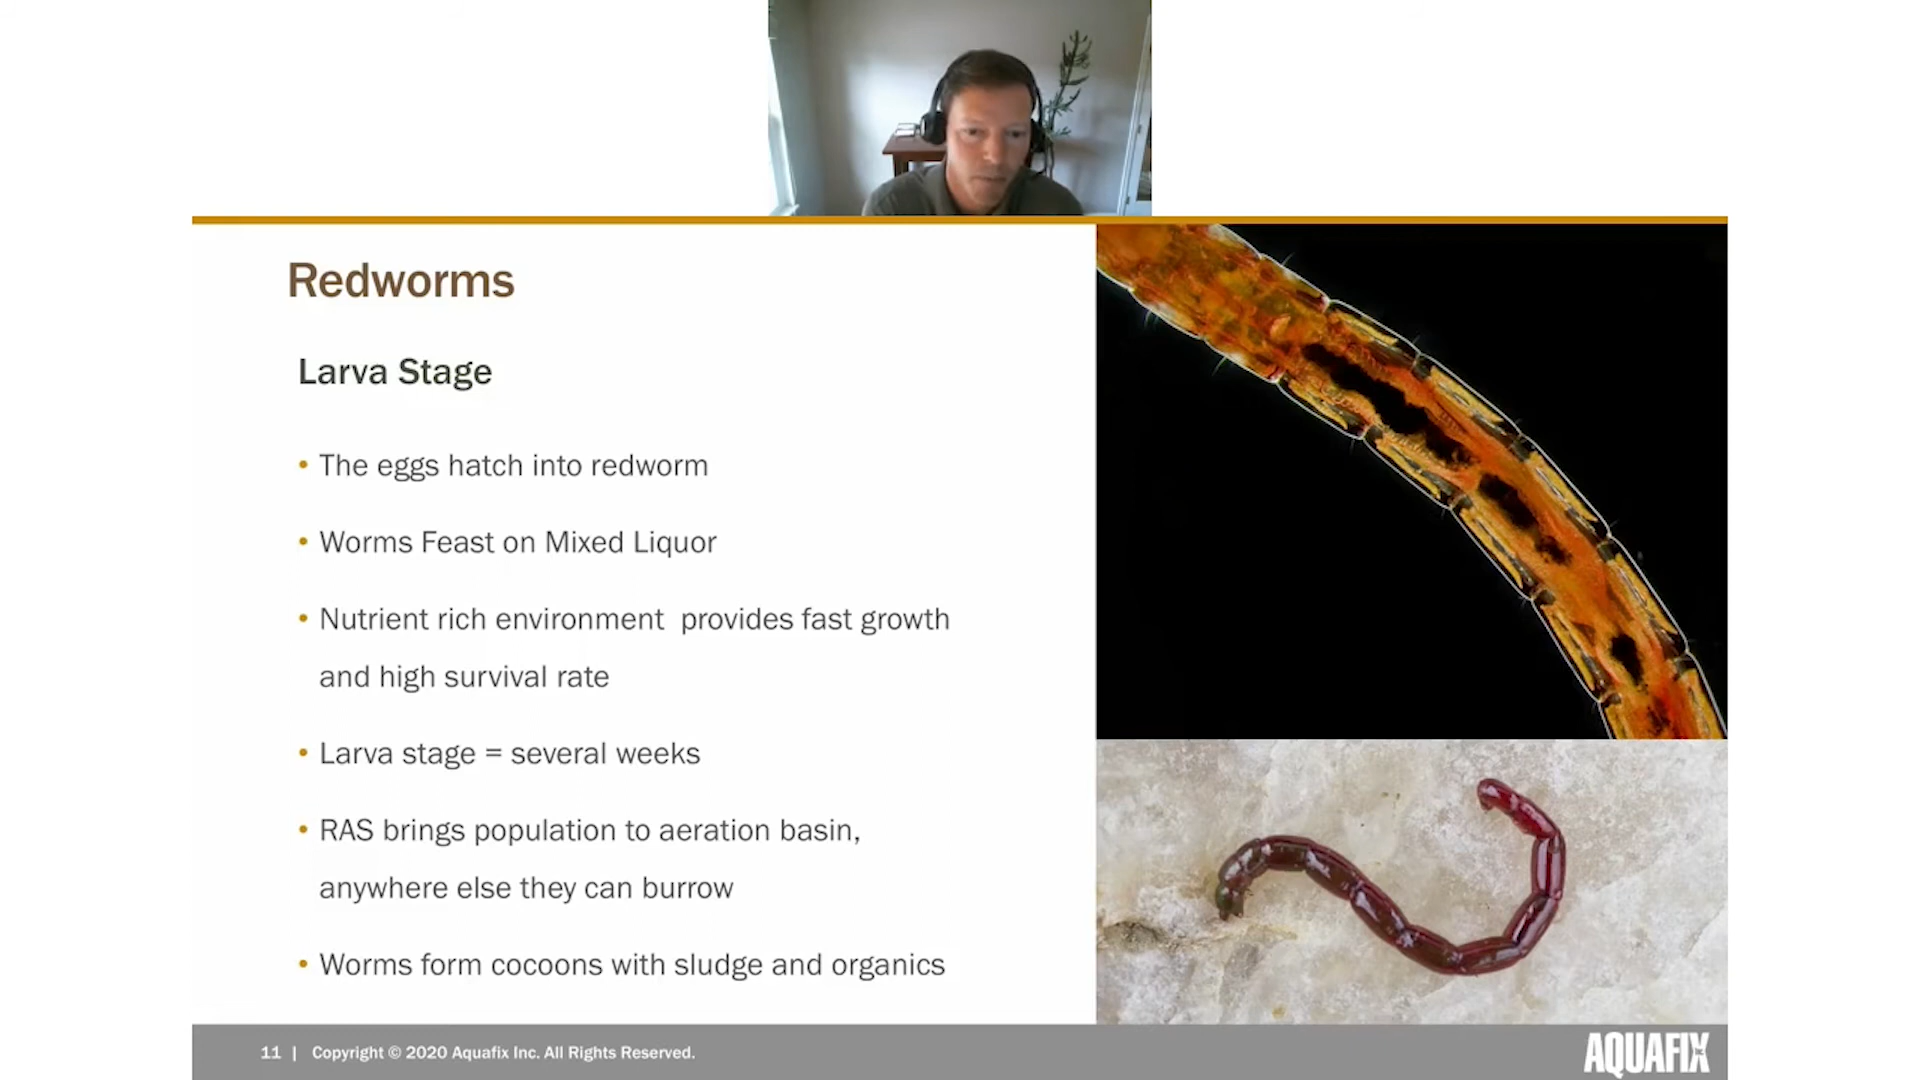 Redworms
Larva Stage
• The eggs hatch into redworm
• Worms Feast on Mixed Liquor
• Nutrient rich environment  provides fast growth
and high survival rate
• Larva stage = several weeks
• RAS brings population to aeration basin,
anywhere else they can burrow
• Worms form cocoons with sludge and organics
11 | Copyright © 2020 Aquafix Inc. All Rights Reserved.
AQUAFIX INC